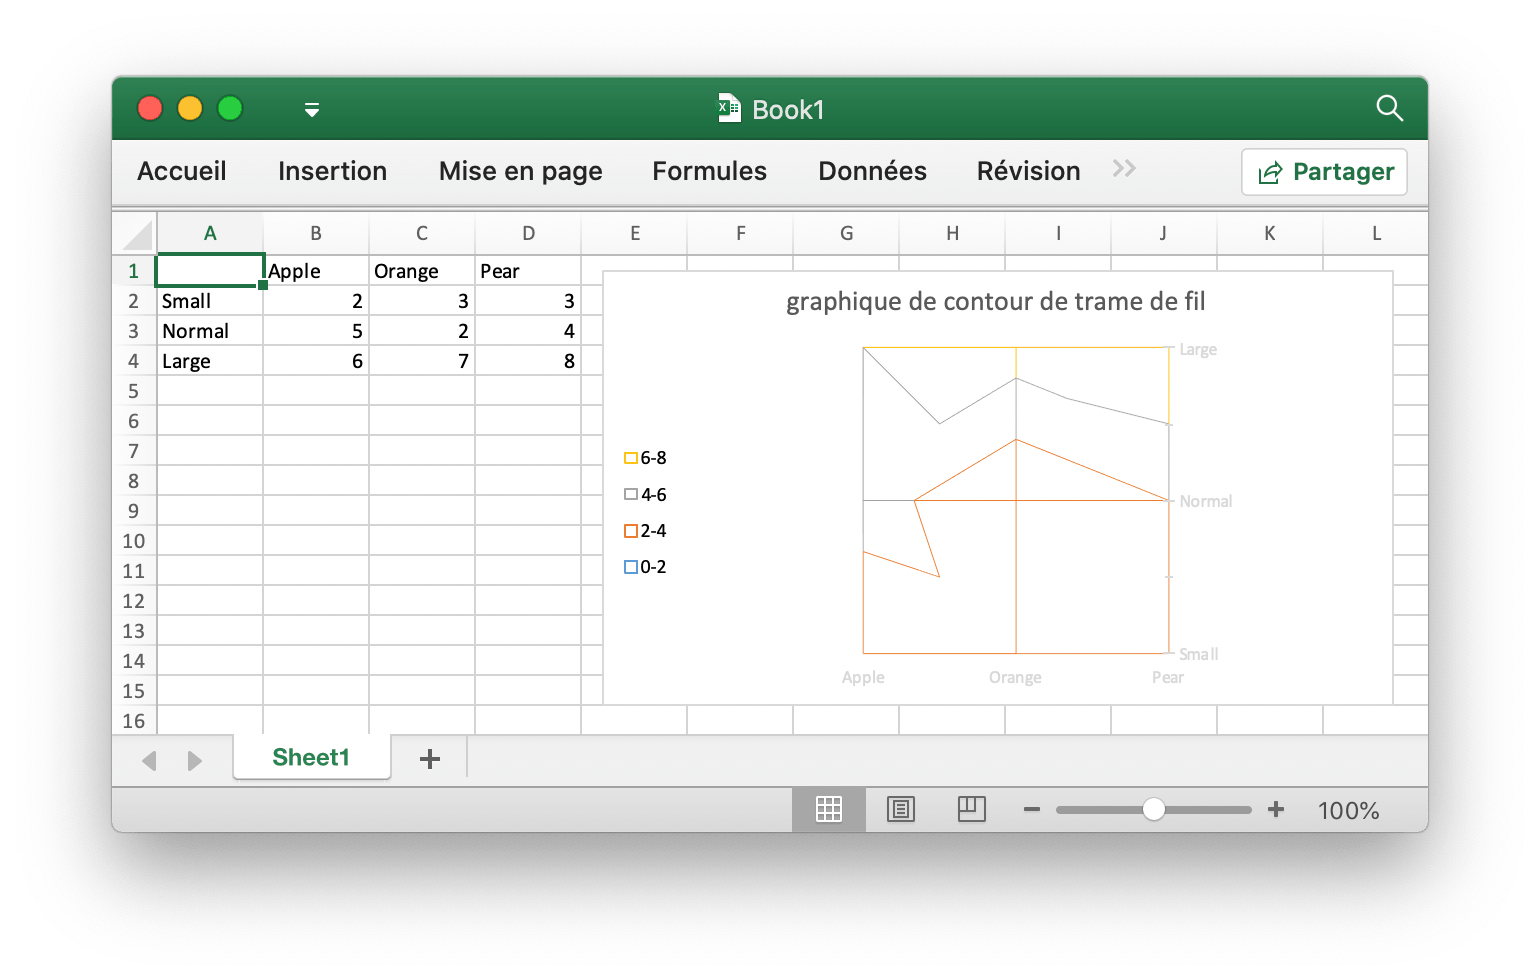 Book1
Accueil Insertion Mise en page Formules Données Révision >> Partager
A B C D E F G H I J K L
1 Apple Orange Pear
2 Small 2 3 3
3 Normal 5 2 4
4 Large 6 7 8
5
6
7
8
9
10
11
12
13
14
15
16
graphique de contour de trame de fil
6-8
4-6
2-4
0-2
Large
Normal
Small
Apple Orange Pear
Sheet1 +
100%